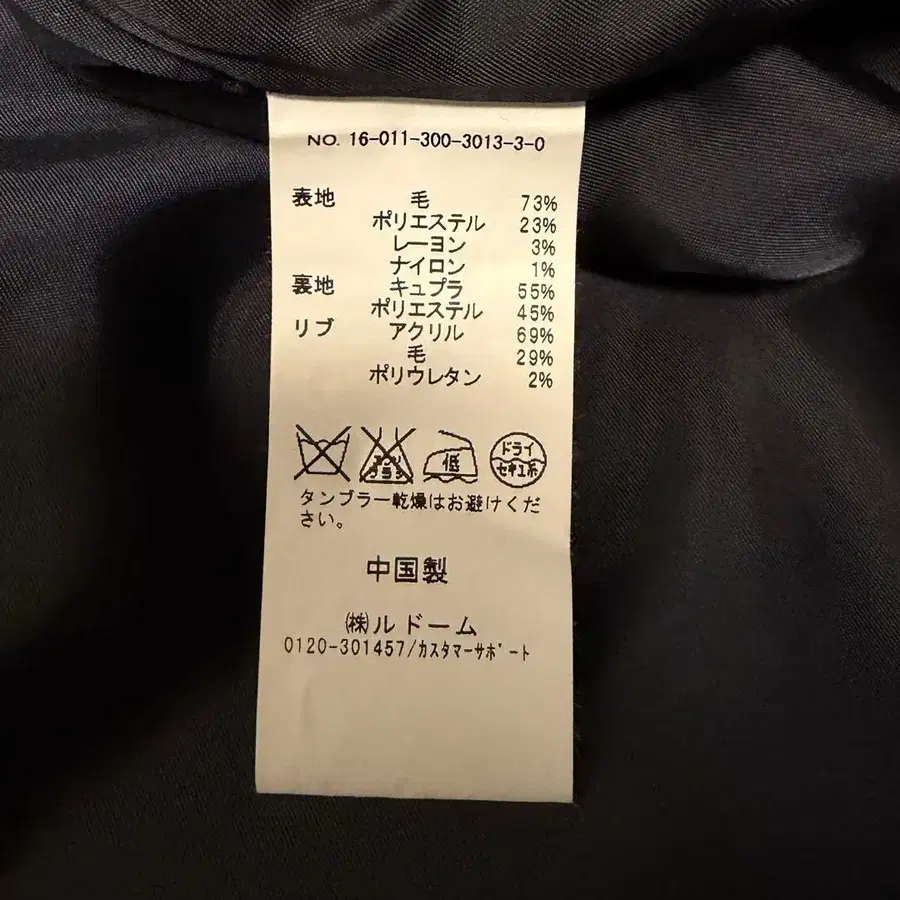 NO. 16-011-300-3013-3-0
表地 毛 73%
ポリエステル 23%
レーヨン 3%
ナイロン 1%
裏地 キュプラ 55%
ポリエステル 45%
リブ アクリル 69%
毛 29%
ポリウレタン 2%
低 ドライ
セキユ系
タンブラー乾燥はお避けくだ
さい。
中国製
㈱ルドーム
0120-301457/ｶｽﾀﾏｰｻﾎﾟｰﾄ